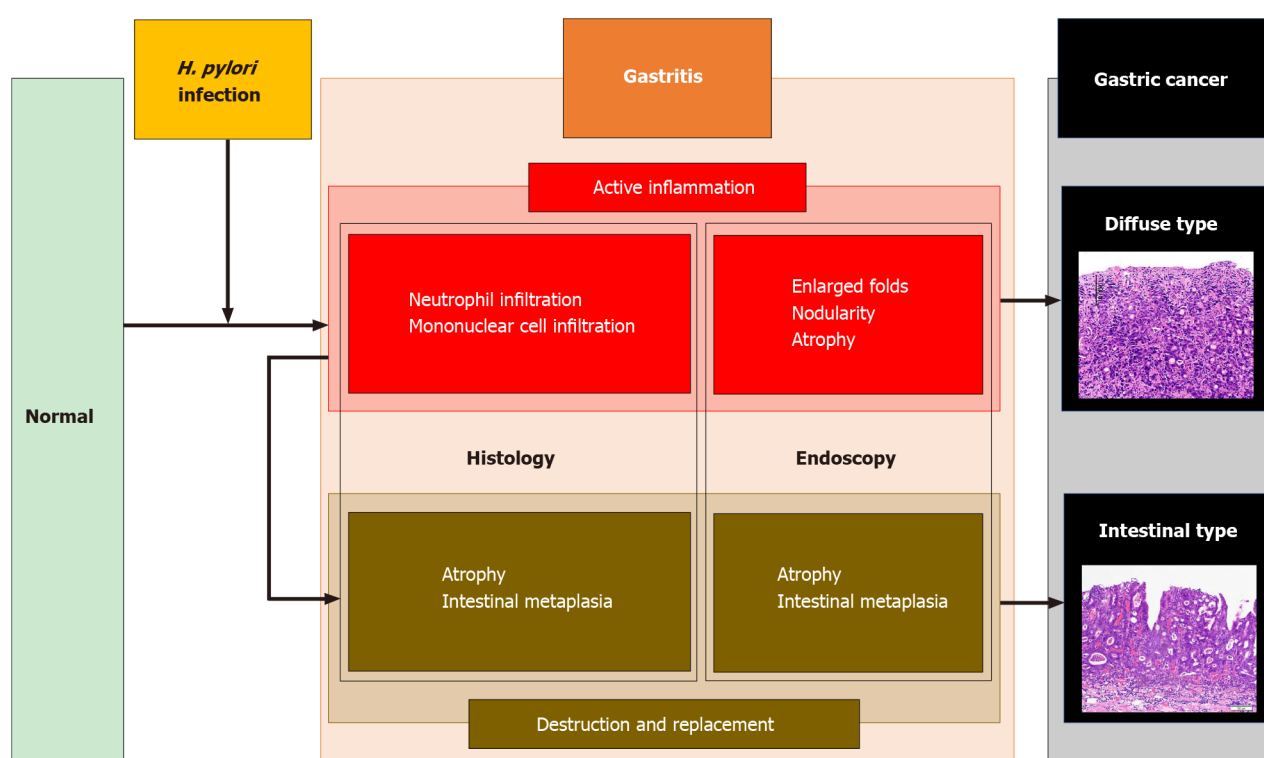 H. pylori
infection
Gastritis
Gastric cancer
Active inflammation
Diffuse type
Neutrophil infiltration
Mononuclear cell infiltration
Enlarged folds
Nodularity
Atrophy
Normal
Histology
Endoscopy
Intestinal type
Atrophy
Intestinal metaplasia
Atrophy
Intestinal metaplasia
Destruction and replacement